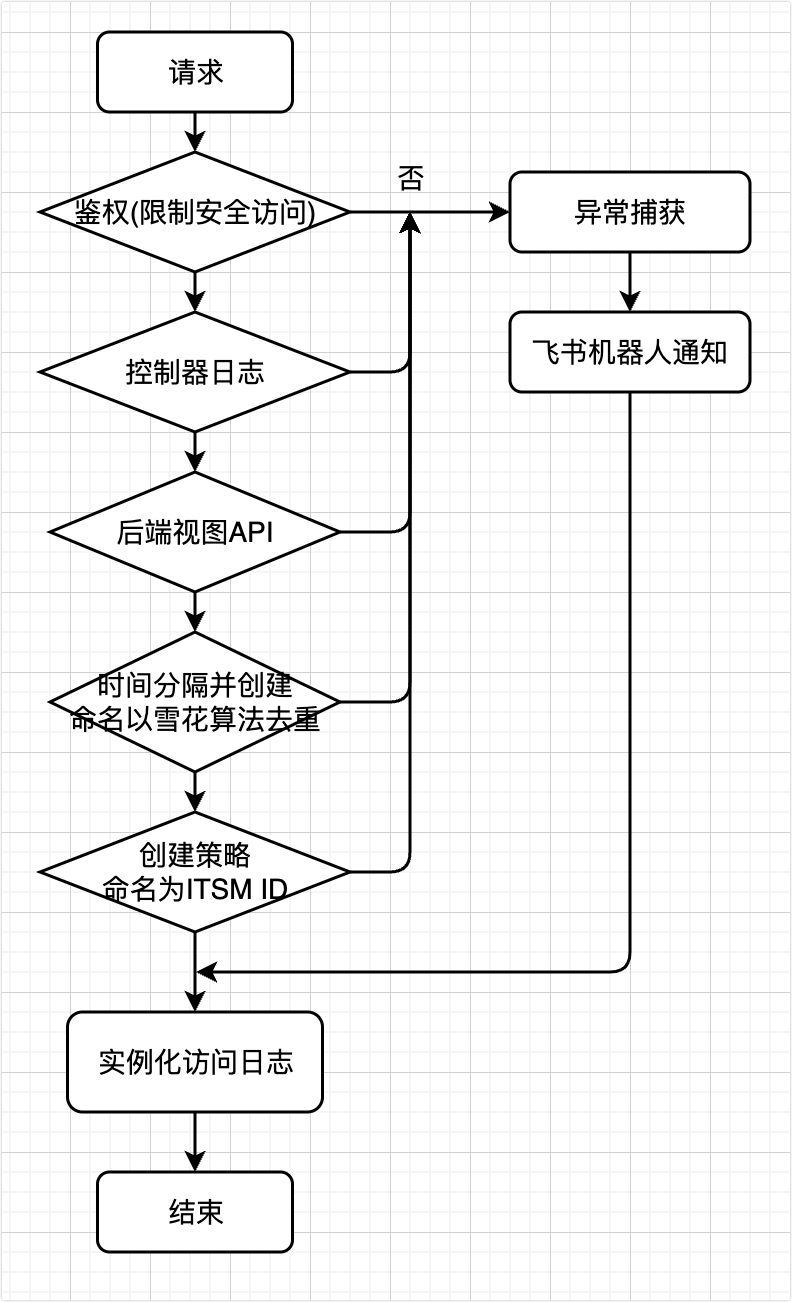 请求
鉴权(限制安全访问)
否
异常捕获
控制器日志
飞书机器人通知
后端视图API
时间分隔并创建
命名以雪花算法去重
创建策略
命名为ITSM ID
实例化访问日志
结束